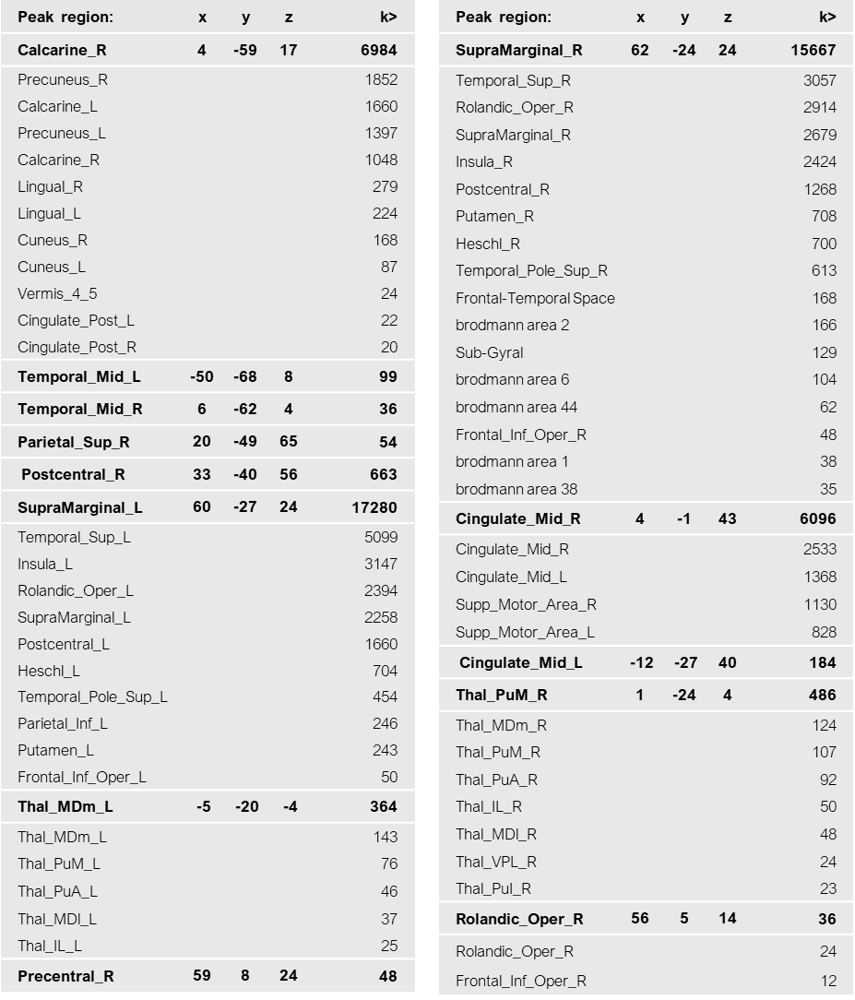 Peak region: x y z k>
Calcarine_R 4 -59 17 6984
Precuneus_R 1852
Calcarine_L 1660
Precuneus_L 1397
Calcarine_R 1048
Lingual_R 279
Lingual_L 224
Cuneus_R 168
Cuneus_L 87
Vermis_4_5 24
Cingulate_Post_L 22
Cingulate_Post_R 20
Temporal_Mid_L -50 -68 8 99
Temporal_Mid_R 6 -62 4 36
Parietal_Sup_R 20 -49 65 54
Postcentral_R 33 -40 56 663
SupraMarginal_L 60 -27 24 17280
Temporal_Sup_L 5099
Insula_L 3147
Rolandic_Oper_L 2394
SupraMarginal_L 2258
Postcentral_L 1660
Heschl_L 704
Temporal_Pole_Sup_L 454
Parietal_Inf_L 246
Putamen_L 243
Frontal_Inf_Oper_L 50
Thal_MDm_L -5 -20 -4 364
Thal_MDm_L 143
Thal_PuM_L 76
Thal_PuA_L 46
Thal_MDl_L 37
Thal_IL_L 25
Precentral_R 59 8 24 48
Peak region: x y z k>
SupraMarginal_R 62 -24 24 15667
Temporal_Sup_R 3057
Rolandic_Oper_R 2914
SupraMarginal_R 2679
Insula_R 2424
Postcentral_R 1268
Putamen_R 708
Heschl_R 700
Temporal_Pole_Sup_R 613
Frontal-Temporal Space 168
brodmann area 2 166
Sub-Gyral 129
brodmann area 6 104
brodmann area 44 62
Frontal_Inf_Oper_R 48
brodmann area 1 38
brodmann area 38 35
Cingulate_Mid_R 4 -1 43 6096
Cingulate_Mid_R 2533
Cingulate_Mid_L 1368
Supp_Motor_Area_R 1130
Supp_Motor_Area_L 828
Cingulate_Mid_L -12 -27 40 184
Thal_PuM_R 1 -24 4 486
Thal_MDm_R 124
Thal_PuM_R 107
Thal_PuA_R 92
Thal_IL_R 50
Thal_MDl_R 48
Thal_VPL_R 24
Thal_PuI_R 23
Rolandic_Oper_R 56 5 14 36
Rolandic_Oper_R 24
Frontal_Inf_Oper_R 12